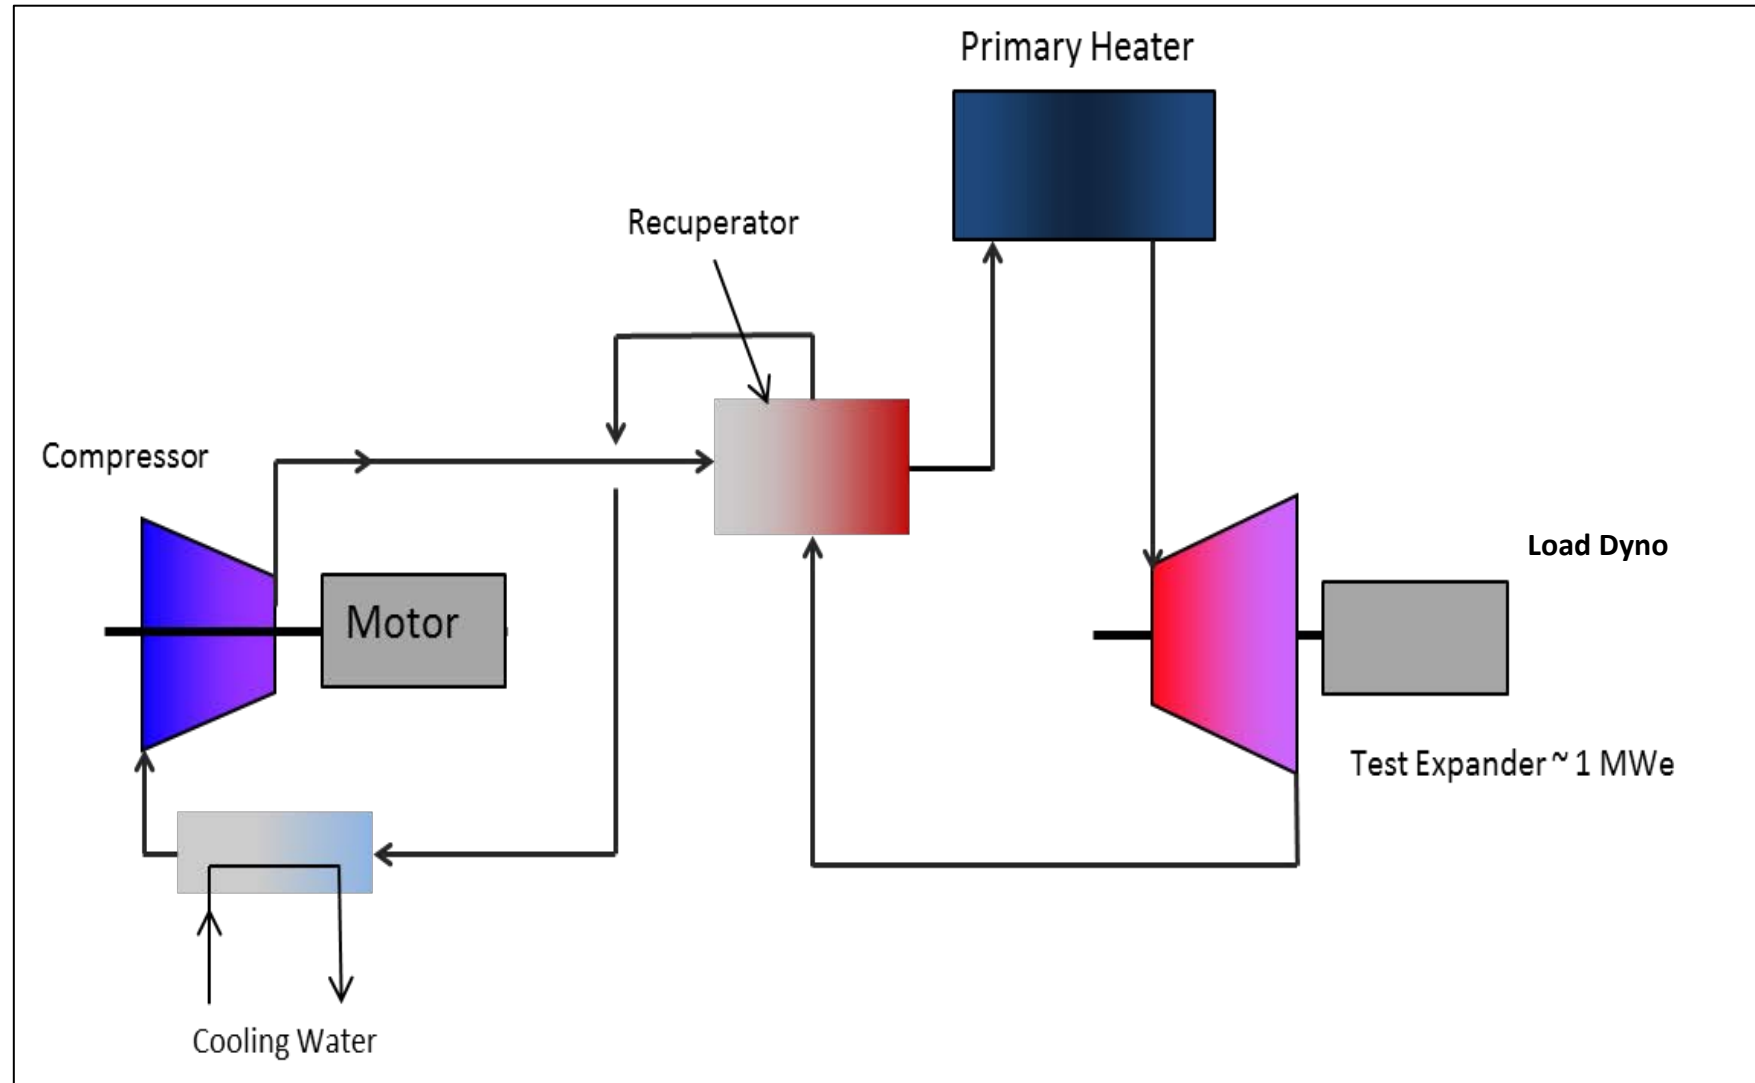 Primary Heater
Recuperator
Compressor
Load Dyno
Motor
Test Expander ~ 1 MWe
Cooling Water